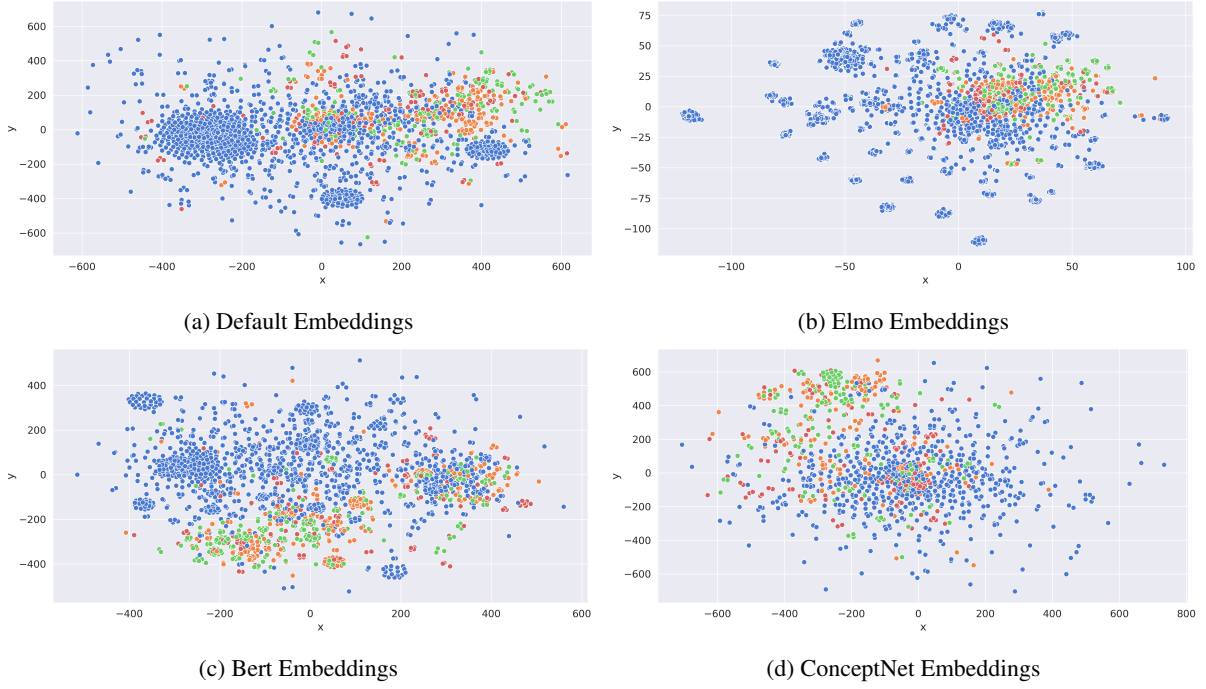 600
400
200
0
−200
−400
−600
y
−600 −400 −200 0 200 400 600
x
(a) Default Embeddings
75
50
25
0
−25
−50
−75
−100
y
−100 −50 0 50 100
x
(b) Elmo Embeddings
400
200
0
−200
−400
y
−400 −200 0 200 400 600
x
(c) Bert Embeddings
600
400
200
0
−200
−400
−600
y
−600 −400 −200 0 200 400 600 800
x
(d) ConceptNet Embeddings